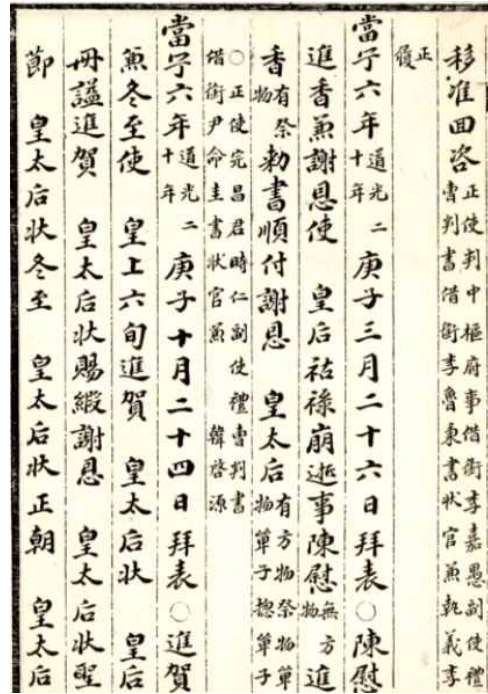 移准回咨正使判中樞府事借銜李嘉愚副使禮曹判書借銜李魯秉書狀官兼執義李
正履
當宁六年道光二十年庚子三月二十六日拜表○陳慰
進香兼謝恩使 皇后祜祿崩逝事陳慰無方物進
香有祭物勅書順付謝恩 皇太后有方物祭物單物單子摠單子
○正使完昌君時仁副使禮曹判書借銜尹命圭書狀官兼 韓啓源
當宁六年道光二十年庚子十月二十四日拜表○進賀
兼冬至使 皇上六旬進賀 皇太后狀 皇后
冊諡進賀 皇太后狀賜緞謝恩 皇太后狀聖
節 皇太后狀冬至 皇太后狀正朝 皇太后